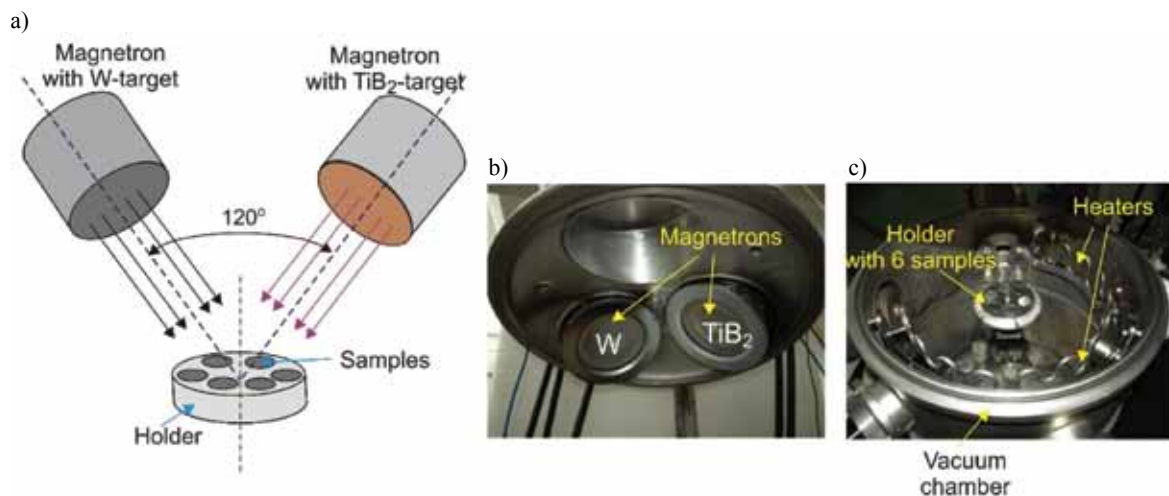 a)
Magnetron
with W-target
Magnetron
with TiB₂-target
120°
Samples
Holder
b)
Magnetrons
W
TiB₂
c)
Heaters
Holder
with 6 samples
Vacuum
chamber